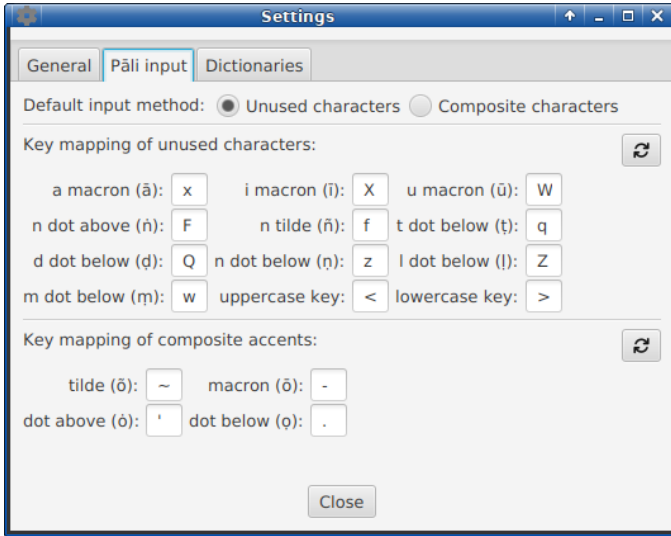 Settings
General Pāli input Dictionaries
Default input method: Unused characters Composite characters
Key mapping of unused characters:
a macron (ā): x i macron (ī): X u macron (ū): W
n dot above (ṅ): F n tilde (ñ): f t dot below (ṭ): q
d dot below (ḍ): Q n dot below (ṇ): z l dot below (ḷ): Z
m dot below (ṃ): w uppercase key: < lowercase key: >
Key mapping of composite accents:
tilde (õ): ~ macron (ō): -
dot above (ȯ): ' dot below (ọ): .
Close